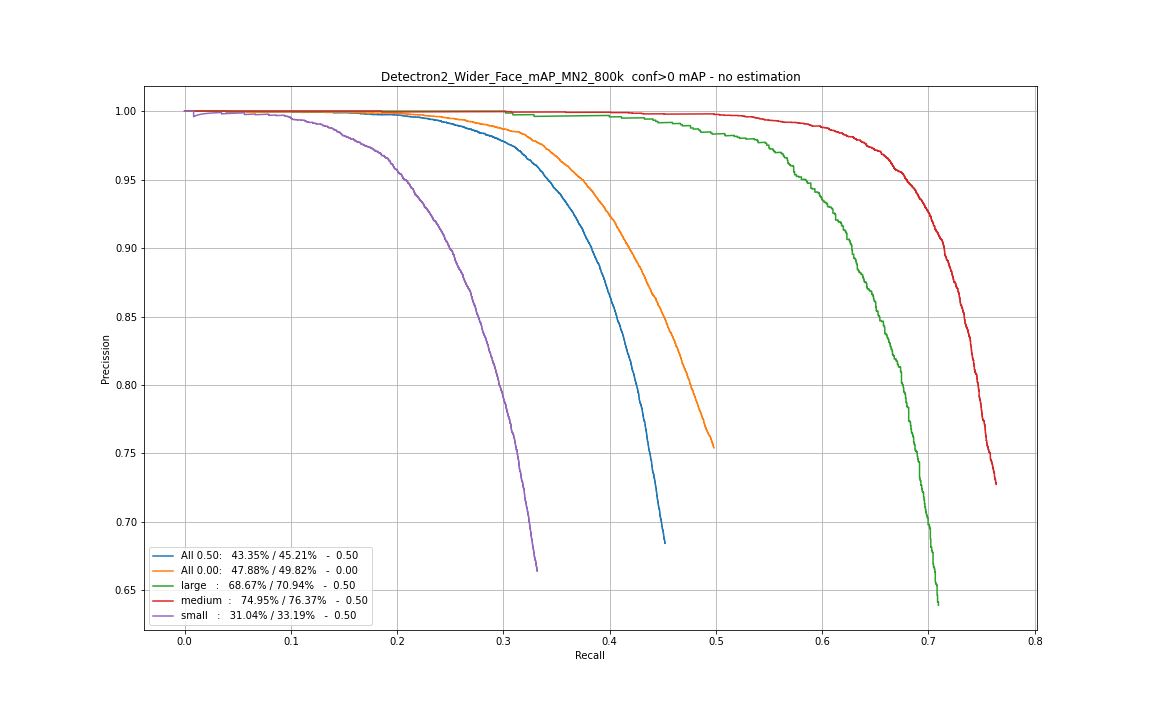 Detectron2_Wider_Face_mAP_MN2_800k  conf>0 mAP - no estimation
1.00
0.95
0.90
0.85
0.80
0.75
0.70
0.65
Precission
All 0.50:   43.35% / 45.21%   -  0.50
All 0.00:   47.88% / 49.82%   -  0.00
large   :   68.67% / 70.94%   -  0.50
medium  :   74.95% / 76.37%   -  0.50
small   :   31.04% / 33.19%   -  0.50
0.0 0.1 0.2 0.3 0.4 0.5 0.6 0.7 0.8
Recall